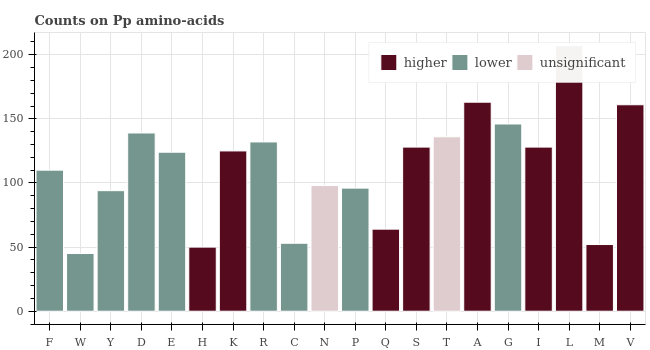 Counts on Pp amino-acids
higher lower unsignificant
200
150
100
50
0
F W Y D E H K R C N P Q S T A G I L M V